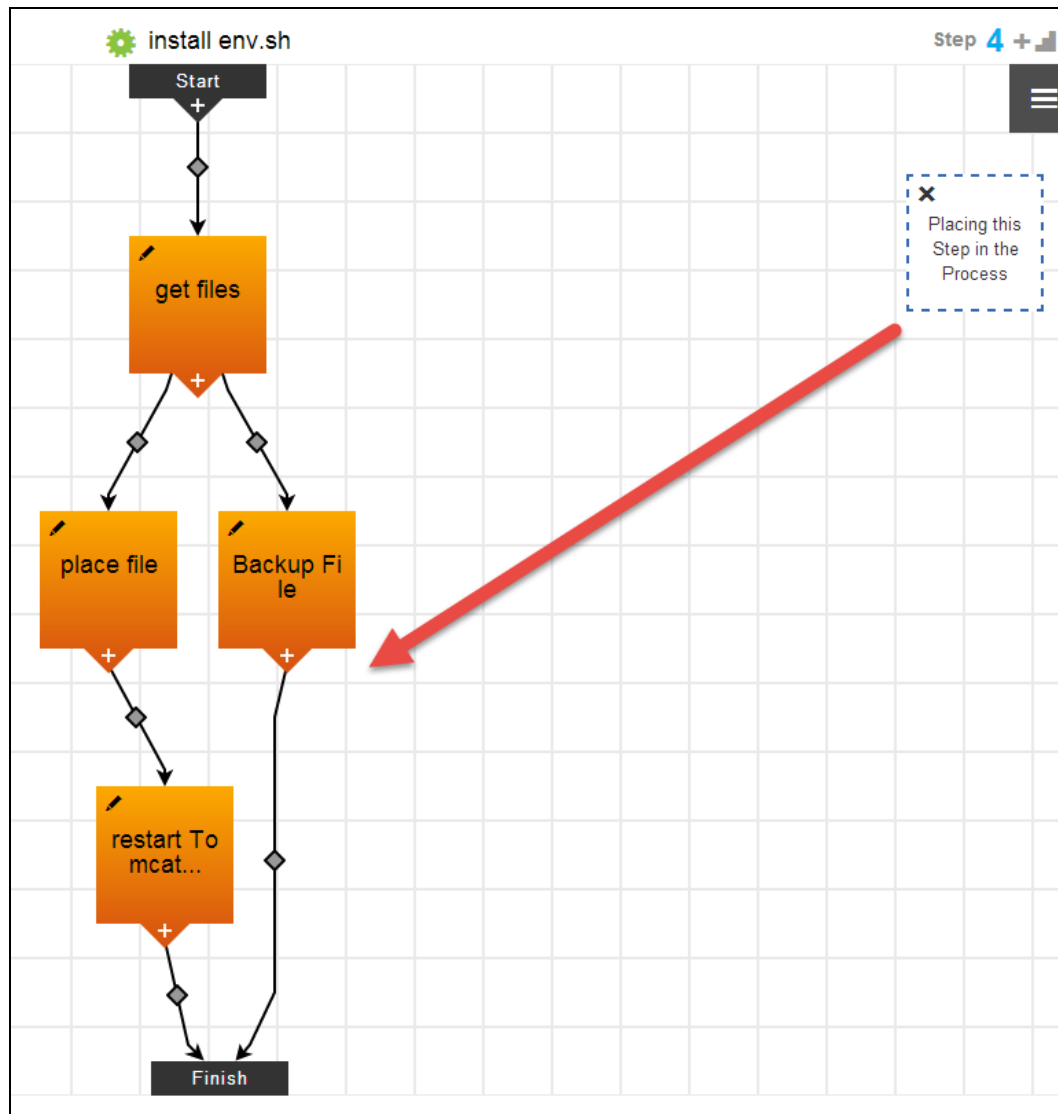 install env.sh
Step 4 +
Start
+
Placing this
Step in the
Process
get files
+
place file
Backup Fi
le
+
+
restart To
mcat...
+
Finish